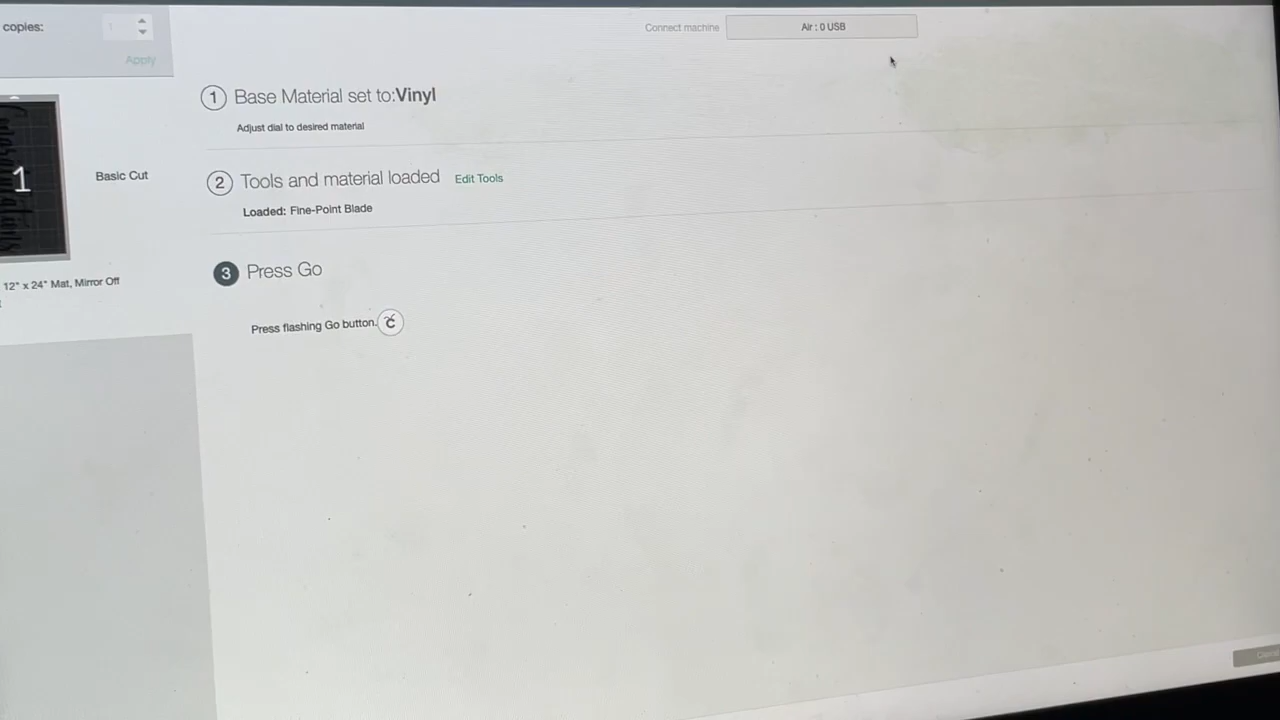 copies:
1
Apply
Connect machine
Air : 0 USB
1 Base Material set to:Vinyl
Adjust dial to desired material
1
Basic Cut
2 Tools and material loaded Edit Tools
Loaded: Fine-Point Blade
12" x 24" Mat, Mirror Off
3 Press Go
Press flashing Go button.